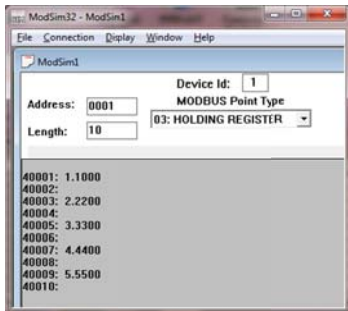 ModSim32 - ModSim1
File Connection Display Window Help
ModSim1
Device Id: 1
Address: 0001
MODBUS Point Type
Length: 10
03: HOLDING REGISTER
40001: 1.1000
40002:
40003: 2.2200
40004:
40005: 3.3300
40006:
40007: 4.4400
40008:
40009: 5.5500
40010: